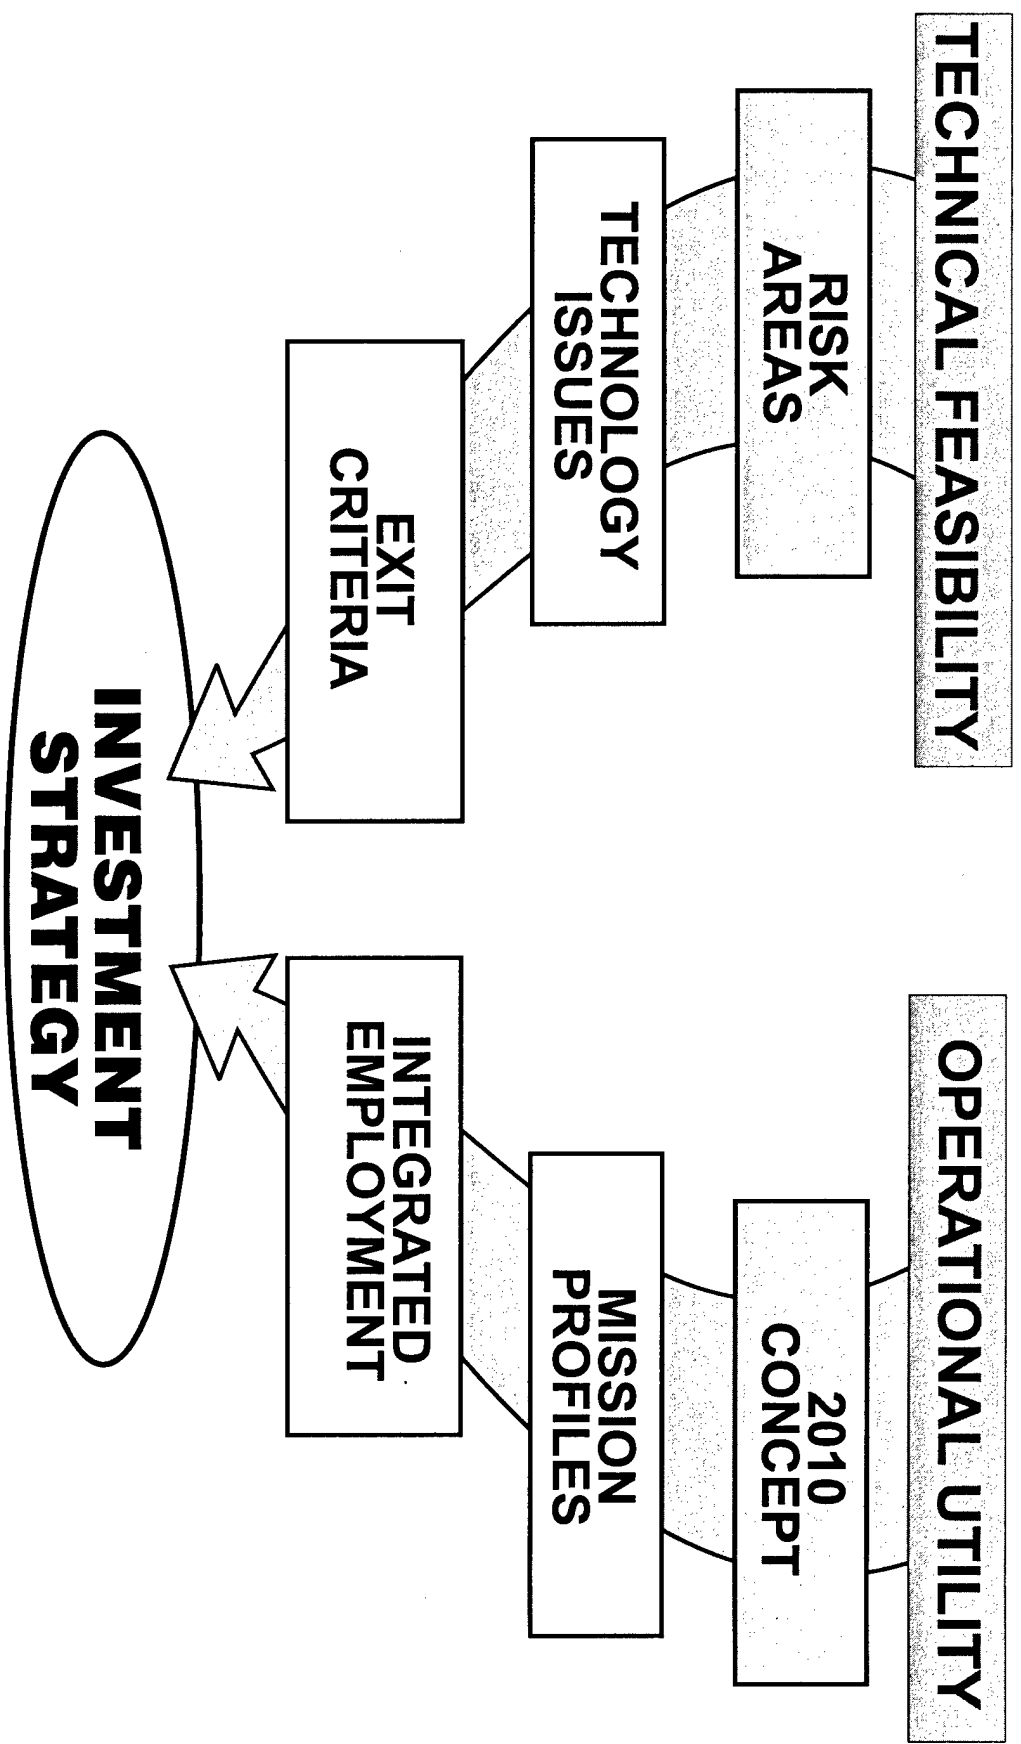 TECHNICAL FEASIBILITY
RISK
AREAS
TECHNOLOGY
ISSUES
EXIT
CRITERIA
OPERATIONAL UTILITY
2010
CONCEPT
MISSION
PROFILES
INTEGRATED
EMPLOYMENT
INVESTMENT
STRATEGY